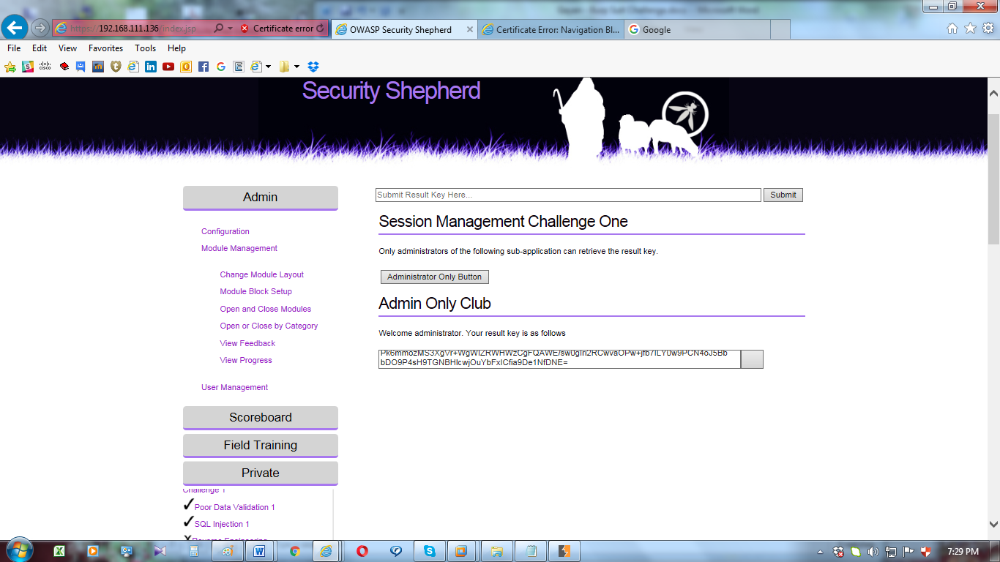 https://192.168.111.136/index.jsp
Certificate error
OWASP Security Shepherd
Certificate Error: Navigation Bl...
Google
File Edit View Favorites Tools Help
Security Shepherd
Admin
Configuration
Module Management
Change Module Layout
Module Block Setup
Open and Close Modules
Open or Close by Category
View Feedback
View Progress
User Management
Scoreboard
Field Training
Private
Challenge 1
Poor Data Validation 1
SQL Injection 1
Reverse Engineering
Submit Result Key Here...
Submit
Session Management Challenge One
Only administrators of the following sub-application can retrieve the result key.
Administrator Only Button
Admin Only Club
Welcome administrator. Your result key is as follows
7:29 PM